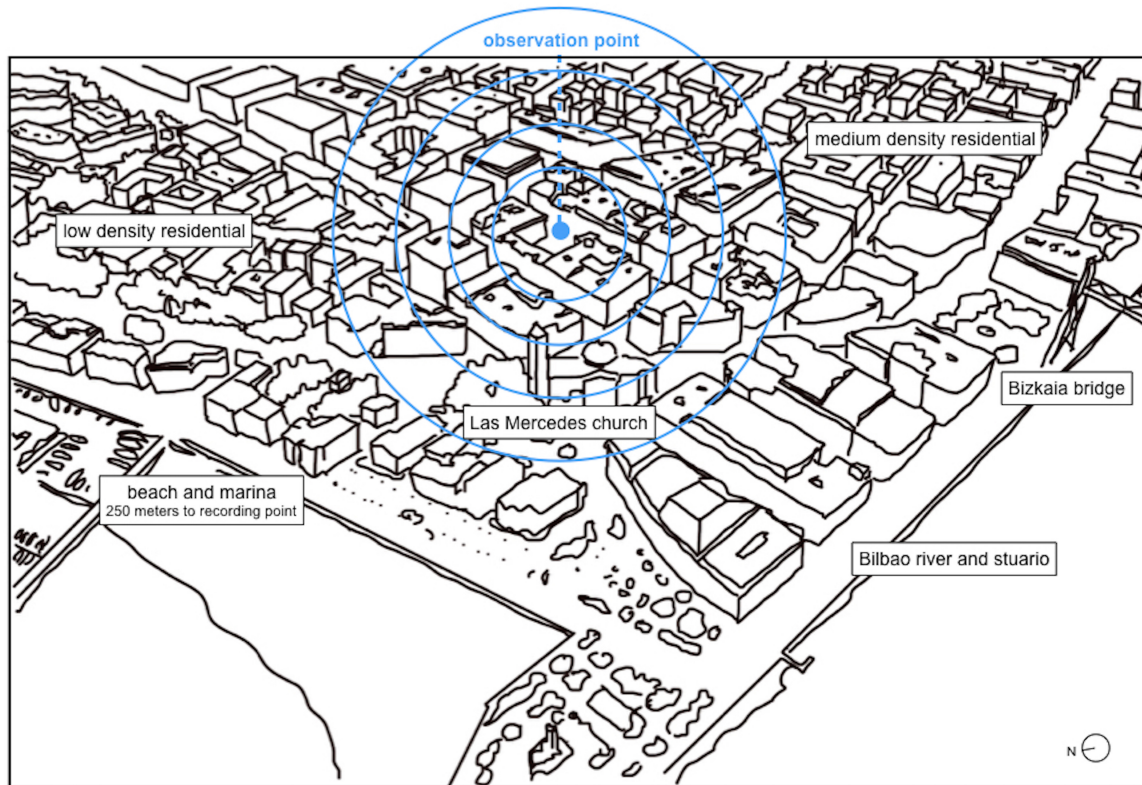 observation point
medium density residential
low density residential
Bizkaia bridge
Las Mercedes church
beach and marina
250 meters to recording point
Bilbao river and stuario
N